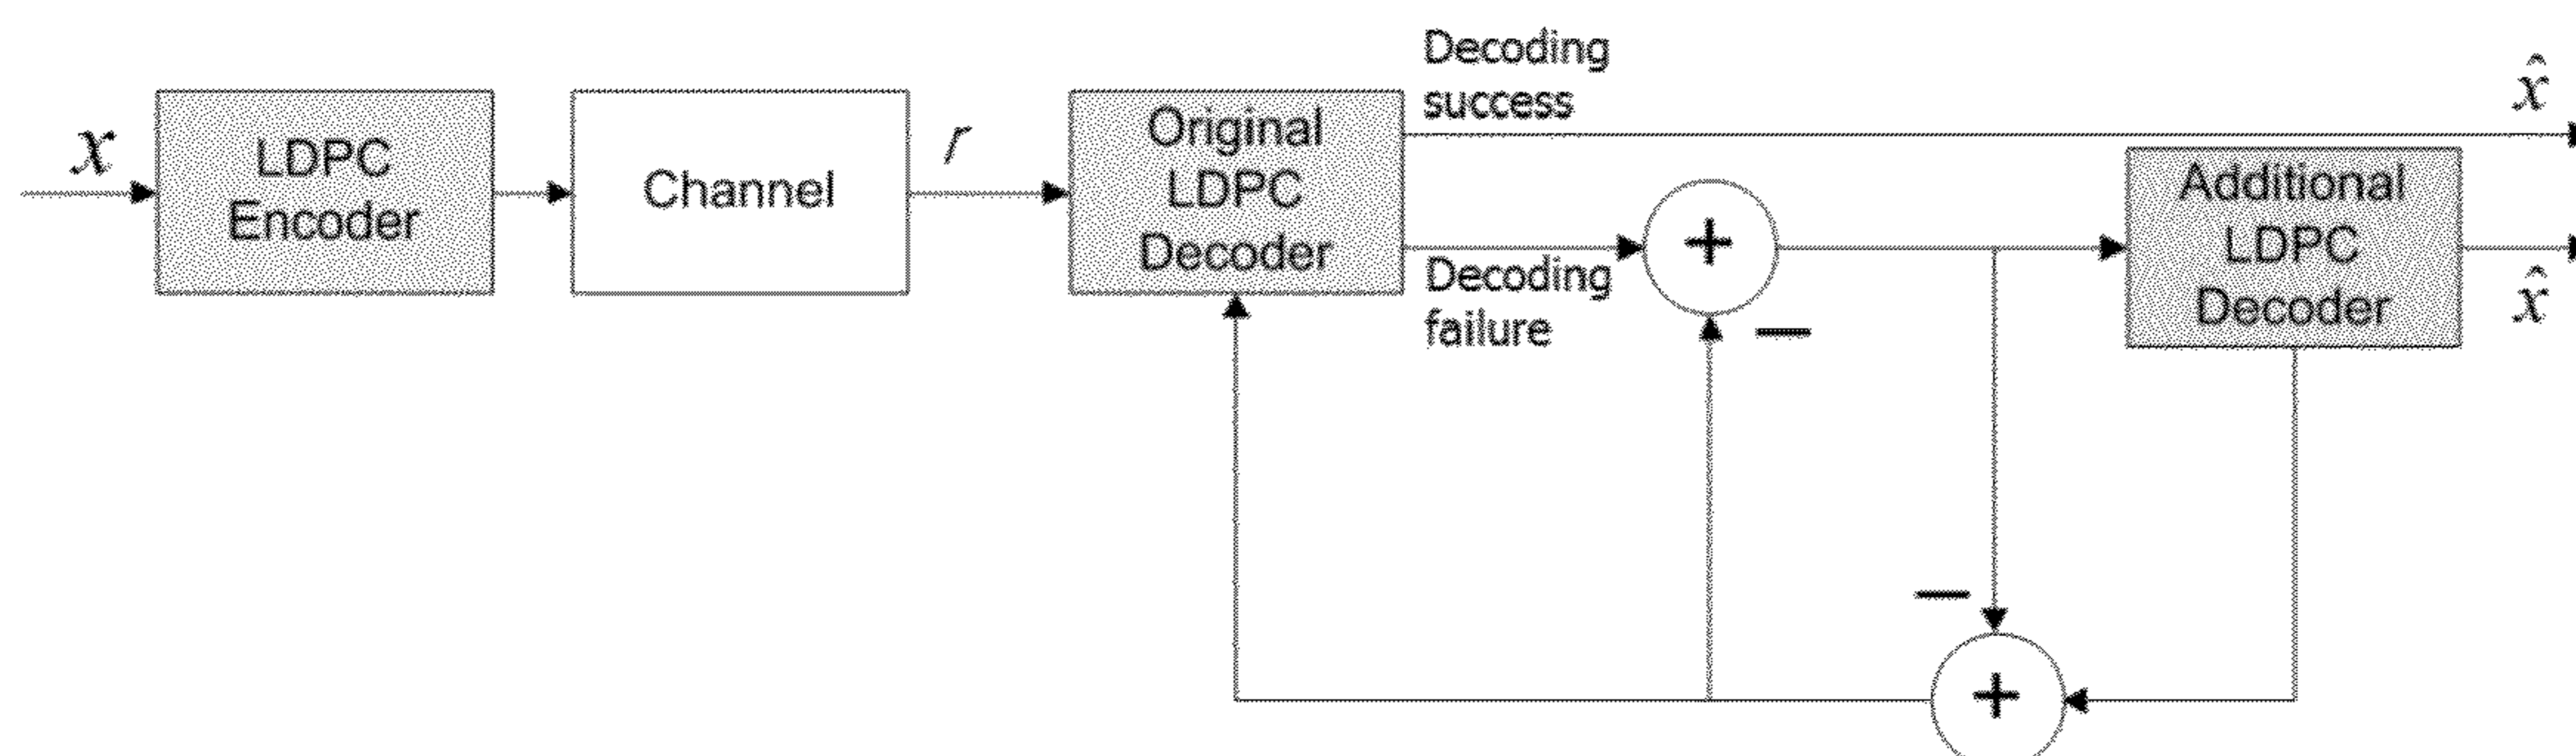 x
LDPC
Encoder
Channel
r
Original
LDPC
Decoder
Decoding
success
Decoding
failure
+
−
Additional
LDPC
Decoder
x̂
x̂
−
+